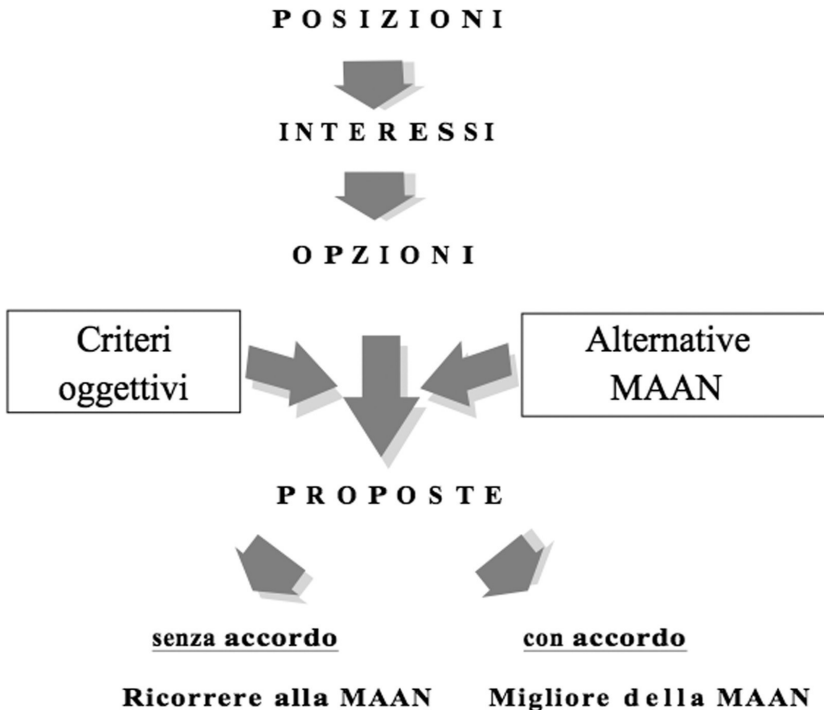 POSIZIONI
INTERESSI
OPZIONI
Criteri
oggettivi
Alternative
MAAN
PROPOSTE
senza accordo
con accordo
Ricorrere alla MAAN
Migliore della MAAN